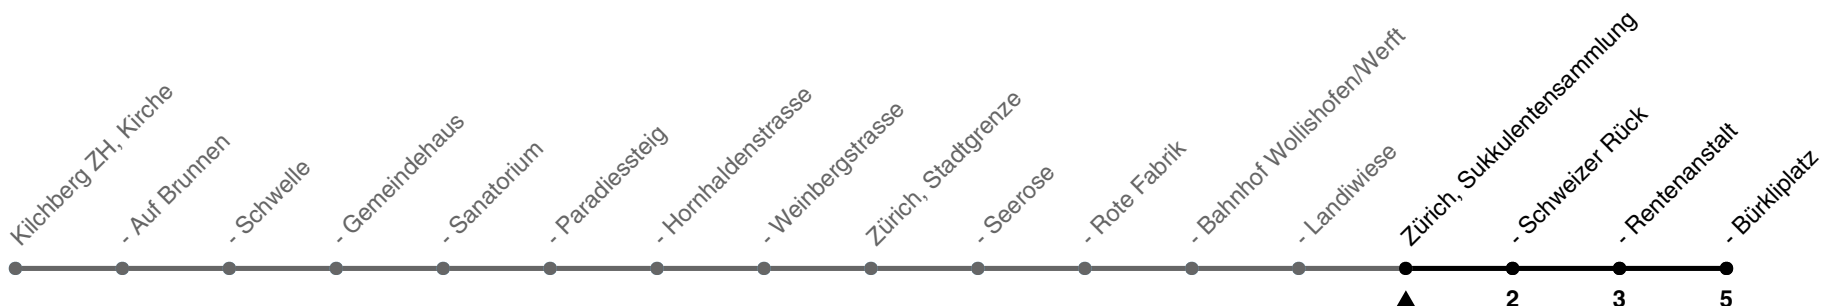 Kilchberg ZH, Kirche
- Auf Brunnen
- Schwelle
- Gemeindehaus
- Sanatorium
- Paradiessteig
- Hornhaldenstrasse
- Weinbergstrasse
Zürich, Stadtgrenze
- Seerose
- Rote Fabrik
- Bahnhof Wollishofen/Werft
- Landiwiese
Zürich, Sukkulentensammlung
- Schweizer Rück
- Rentenanstalt
- Bürkliplatz
2 3 5